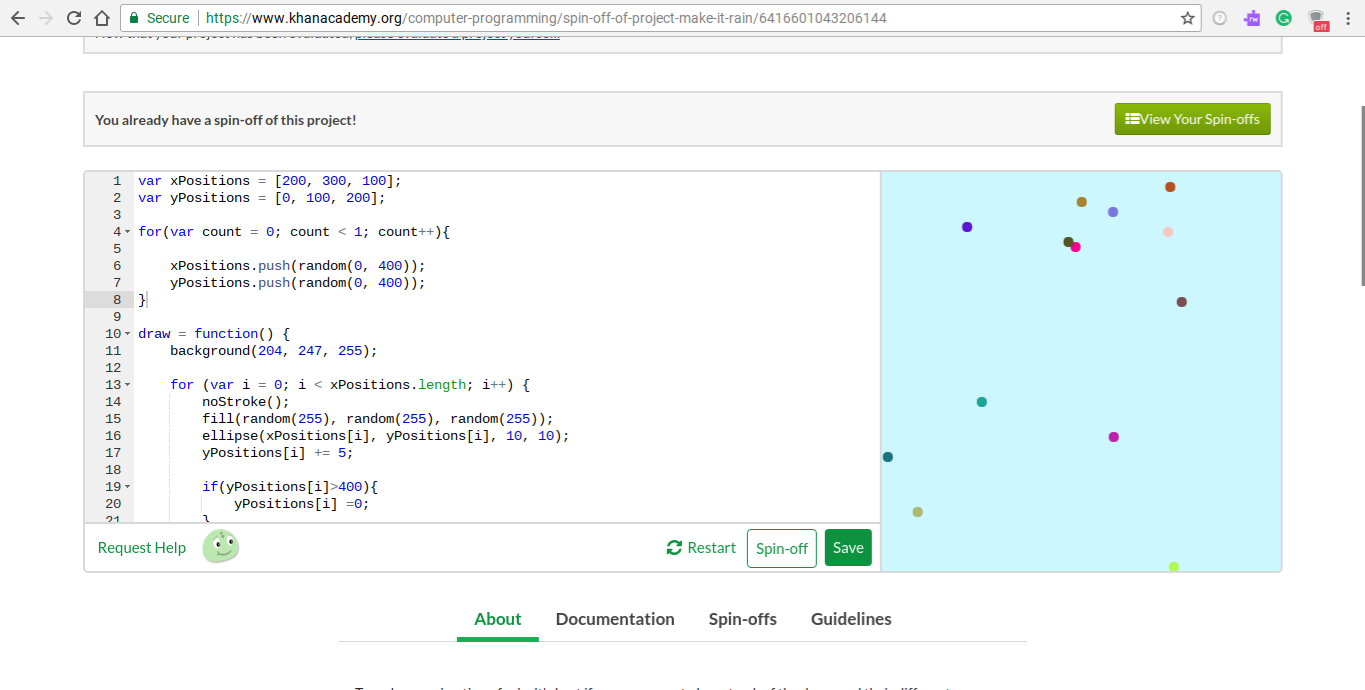 Secure https://www.khanacademy.org/computer-programming/spin-off-of-project-make-it-rain/6416601043206144
off
You already have a spin-off of this project!
View Your Spin-offs
1 var xPositions = [200, 300, 100];
2 var yPositions = [0, 100, 200];
3
4 for(var count = 0; count < 1; count++){
5
6 xPositions.push(random(0, 400));
7 yPositions.push(random(0, 400));
8 }
9
10 draw = function() {
11 background(204, 247, 255);
12
13 for (var i = 0; i < xPositions.length; i++) {
14 noStroke();
15 fill(random(255), random(255), random(255));
16 ellipse(xPositions[i], yPositions[i], 10, 10);
17 yPositions[i] += 5;
18
19 if(yPositions[i]>400){
20 yPositions[i] =0;
21 }
Request Help Restart Spin-off Save
About Documentation Spin-offs Guidelines